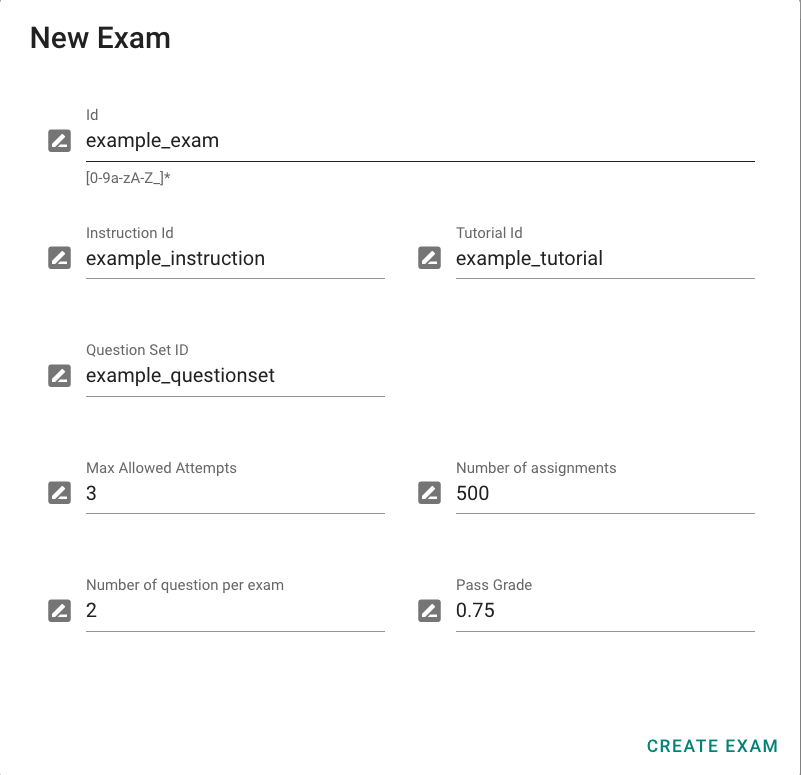 New Exam
Id
example_exam
[0-9a-zA-Z_]*
Instruction Id
example_instruction
Tutorial Id
example_tutorial
Question Set ID
example_questionset
Max Allowed Attempts
3
Number of assignments
500
Number of question per exam
2
Pass Grade
0.75
CREATE EXAM